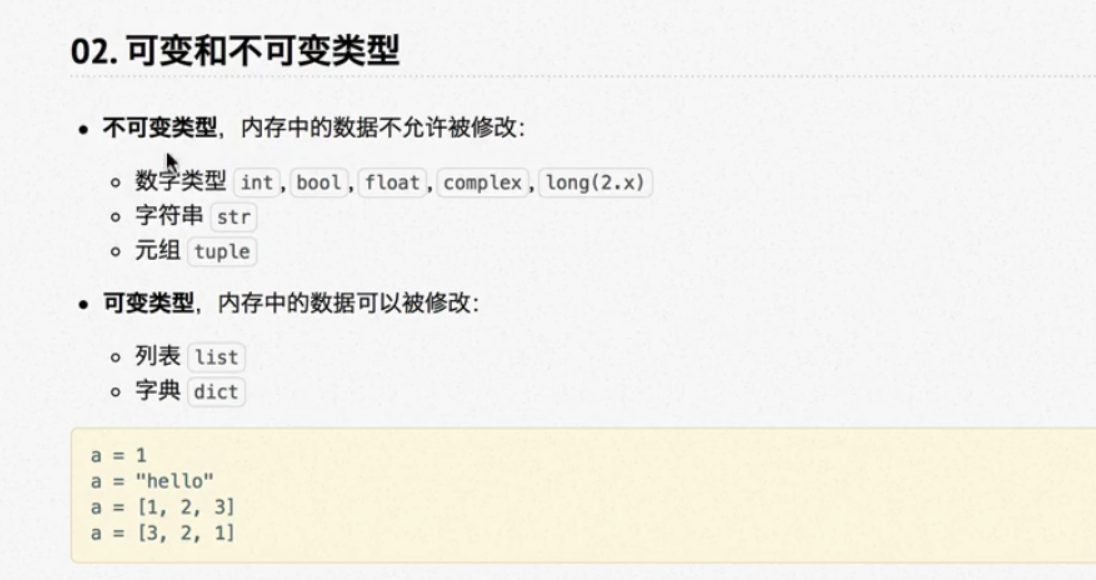 02. 可变和不可变类型
不可变类型，内存中的数据不允许被修改：
数字类型 int, bool, float, complex, long(2.x)
字符串 str
元组 tuple
可变类型，内存中的数据可以被修改：
列表 list
字典 dict
a = 1
a = "hello"
a = [1, 2, 3]
a = [3, 2, 1]